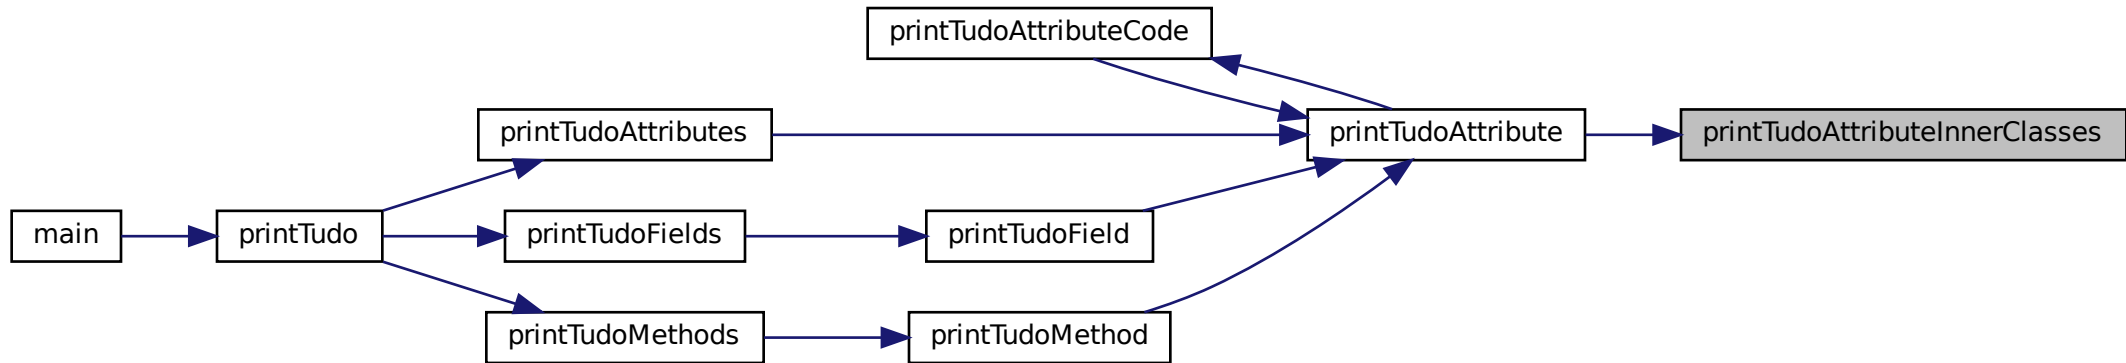 printTudoAttributeCode
printTudoAttributes
printTudoAttribute
printTudoAttributeInnerClasses
main
printTudo
printTudoFields
printTudoField
printTudoMethods
printTudoMethod